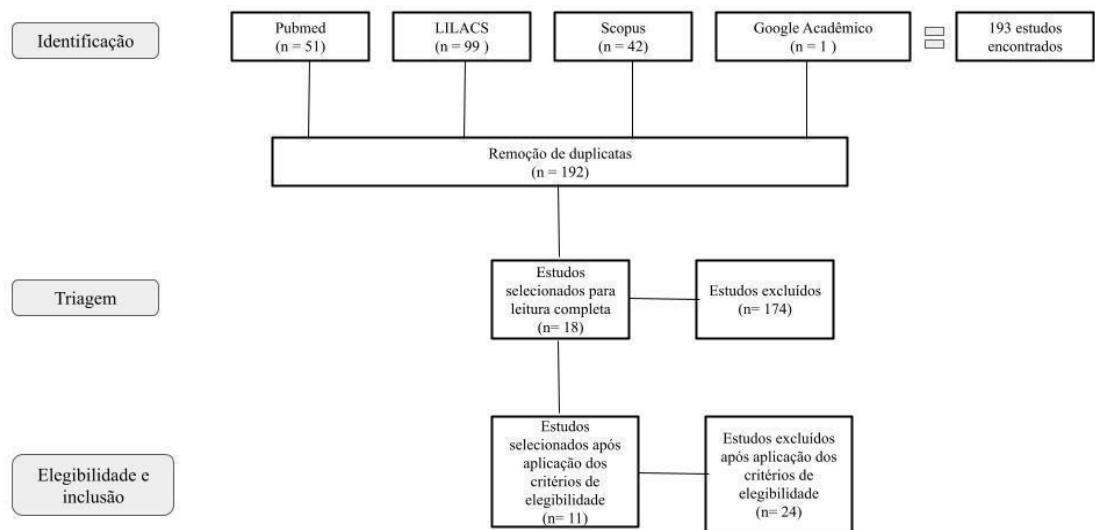 Identificação
Pubmed
(n = 51)
LILACS
(n = 99 )
Scopus
(n = 42)
Google Acadêmico
(n = 1 )
193 estudos
encontrados
Remoção de duplicatas
(n = 192)
Triagem
Estudos
selecionados para
leitura completa
(n= 18)
Estudos excluídos
(n= 174)
Elegibilidade e
inclusão
Estudos
selecionados após
aplicação dos
critérios de
elegibilidade
(n= 11)
Estudos excluídos
após aplicação dos
critérios de
elegibilidade
(n= 24)